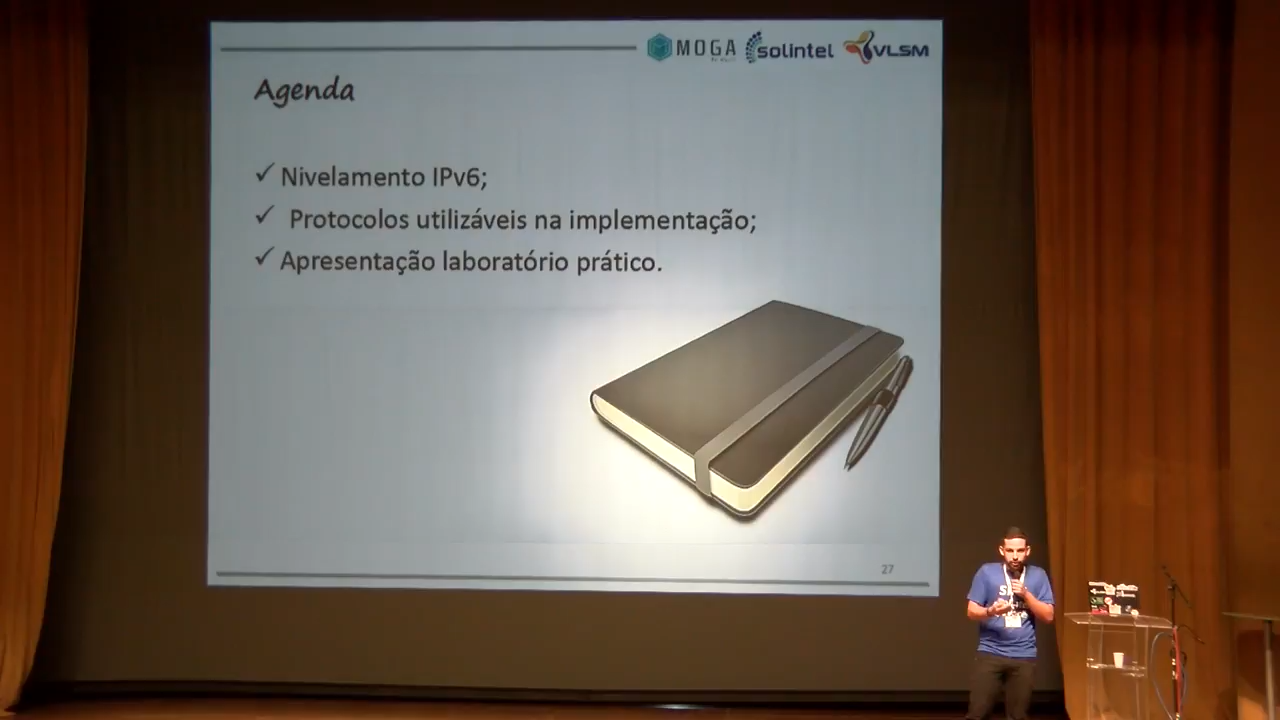 MOGA
solintel
VLSM
Agenda
✓ Nivelamento IPv6;
✓ Protocolos utilizáveis na implementação;
✓ Apresentação laboratório prático.
27